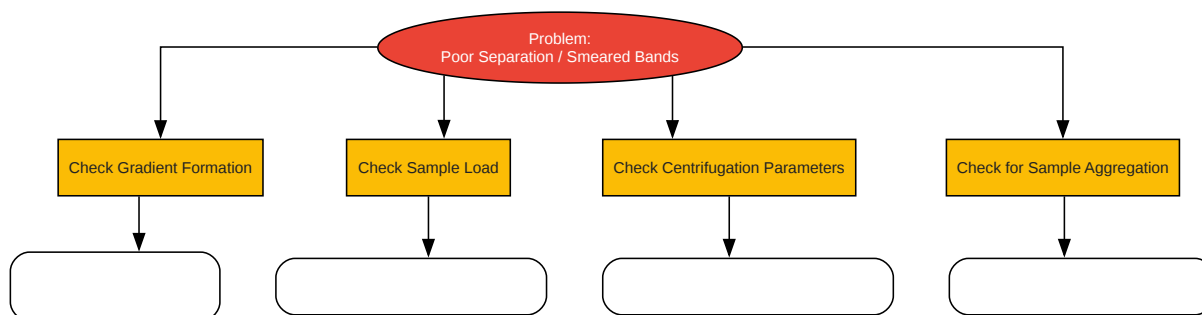 Problem:
Poor Separation / Smeared Bands
Check Gradient Formation
Check Sample Load
Check Centrifugation Parameters
Check for Sample Aggregation